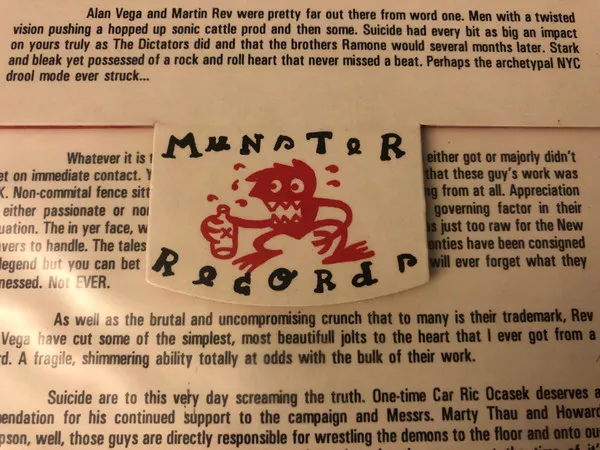 Alan Vega and Martin Rev were pretty far out there from word one. Men with a twisted
vision pushing a hopped up sonic cattle prod and then some. Suicide had every bit as big an impact
on yours truly as The Dictators did and that the brothers Ramone would several months later. Stark
and bleak yet possessed of a rock and roll heart that never missed a beat. Perhaps the archetypal NYC
drool mode ever struck...
MuNSTeR
ReCORDS
X
Whatever it is either got or majorly didn't
et on immediate contact. that these guy's work was
K. Non-commital fence sitt ng from at all. Appreciation
either passionate or no governing factor in their
uation. The in yer face, w s just too raw for the New
vers to handle. The tales enties have been consigned
legend but you can bet will ever forget what they
nessed. Not EVER.
As well as the brutal and uncompromising crunch that to many is their trademark, Rev
Vega have cut some of the simplest, most beautifull jolts to the heart that I ever got from a
rd. A fragile, shimmering ability totally at odds with the bulk of their work.
Suicide are to this very day screaming the truth. One-time Car Ric Ocasek deserves a
endation for his continued support to the campaign and Messrs. Marty Thau and Howard
pson, well, those guys are directly responsible for wrestling the demons to the floor and onto our